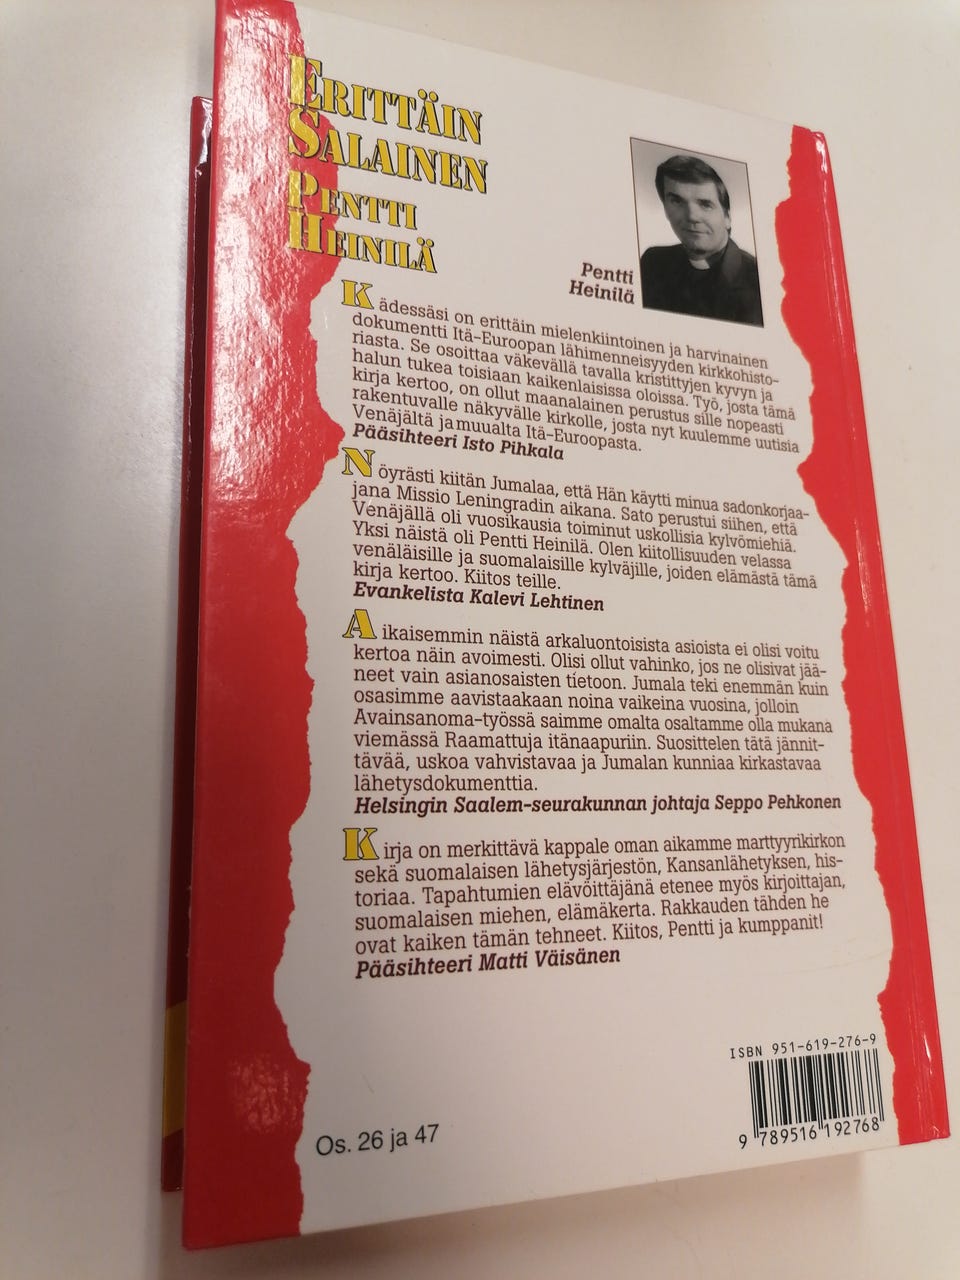 ERITTÄIN
SALAINEN
PENTTI
HEINILÄ
Pentti
Heinilä
Kädessäsi on erittäin mielenkiintoinen ja harvinainen
dokumentti Itä-Euroopan lähimenneisyyden kirkkohisto-
riasta. Se osoittaa väkevällä tavalla kristittyjen kyvyn ja
halun tukea toisiaan kaikenlaisissa oloissa. Työ, josta tämä
kirja kertoo, on ollut maanalainen perustus sille nopeasti
rakentuvalle näkyvälle kirkolle, josta nyt kuulemme uutisia
Venäjältä ja muualta Itä-Euroopasta.
Pääsihteeri Isto Pihkala
Nöyrästi kiitän Jumalaa, että Hän käytti minua sadonkorjaa-
jana Missio Leningradin aikana. Sato perustui siihen, että
Venäjällä oli vuosikausia toiminut uskollisia kylvömiehiä.
Yksi näistä oli Pentti Heinilä. Olen kiitollisuuden velassa
venäläisille ja suomalaisille kylväjille, joiden elämästä tämä
kirja kertoo. Kiitos teille.
Evankelista Kalevi Lehtinen
Aikaisemmin näistä arkaluontoisista asioista ei olisi voitu
kertoa näin avoimesti. Olisi ollut vahinko, jos ne olisivat jää-
neet vain asianosaisten tietoon. Jumala teki enemmän kuin
osasimme aavistaakaan noina vaikeina vuosina, jolloin
Avainsanoma-työssä saimme omalta osaltamme olla mukana
viemässä Raamattuja itänaapuriin. Suosittelen tätä jännit-
tävää, uskoa vahvistavaa ja Jumalan kunniaa kirkastavaa
lähetysdokumenttia.
Helsingin Saalem-seurakunnan johtaja Seppo Pehkonen
Kirja on merkittävä kappale oman aikamme marttyyrikirkon
sekä suomalaisen lähetysjärjestön, Kansanlähetyksen, his-
toriaa. Tapahtumien elävöittäjänä etenee myös kirjoittajan,
suomalaisen miehen, elämäkerta. Rakkauden tähden he
ovat kaiken tämän tehneet. Kiitos, Pentti ja kumppanit!
Pääsihteeri Matti Väisänen
ISBN 951-619-276-9
9 789516 192768
Os. 26 ja 47